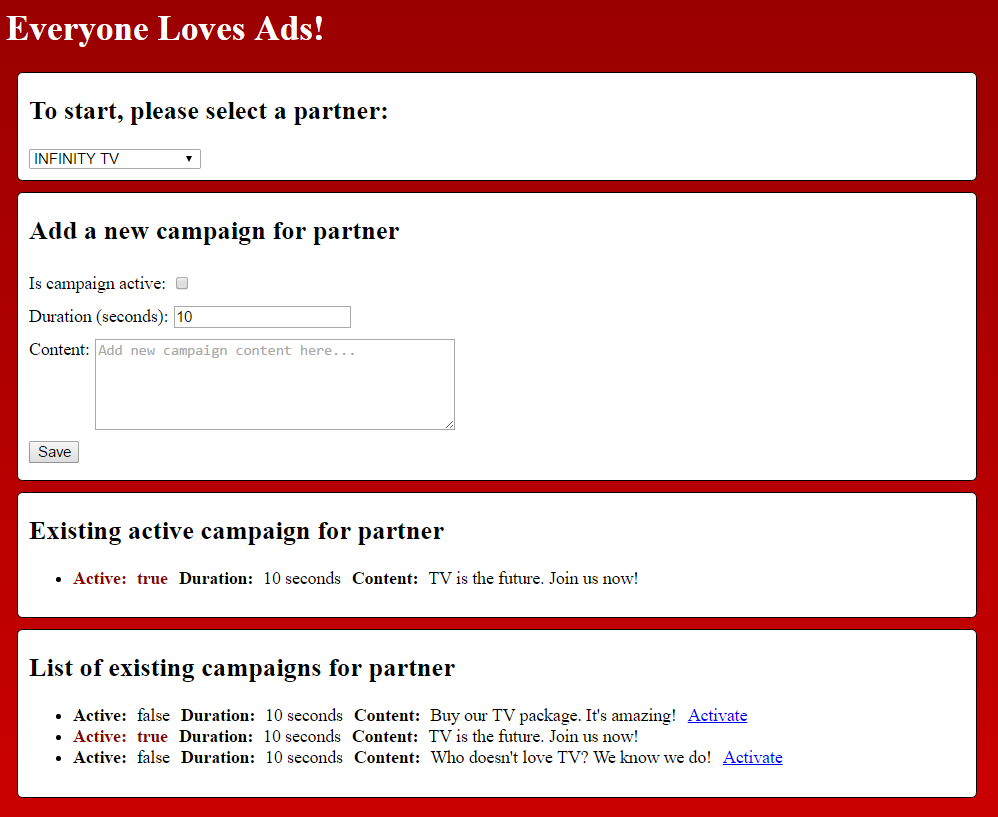 Everyone Loves Ads!
To start, please select a partner:
INFINITY TV
Add a new campaign for partner
Is campaign active:
Duration (seconds): 10
Content: Add new campaign content here...
Save
Existing active campaign for partner
Active: true Duration: 10 seconds Content: TV is the future. Join us now!
List of existing campaigns for partner
Active: false Duration: 10 seconds Content: Buy our TV package. It's amazing! Activate
Active: true Duration: 10 seconds Content: TV is the future. Join us now!
Active: false Duration: 10 seconds Content: Who doesn't love TV? We know we do! Activate